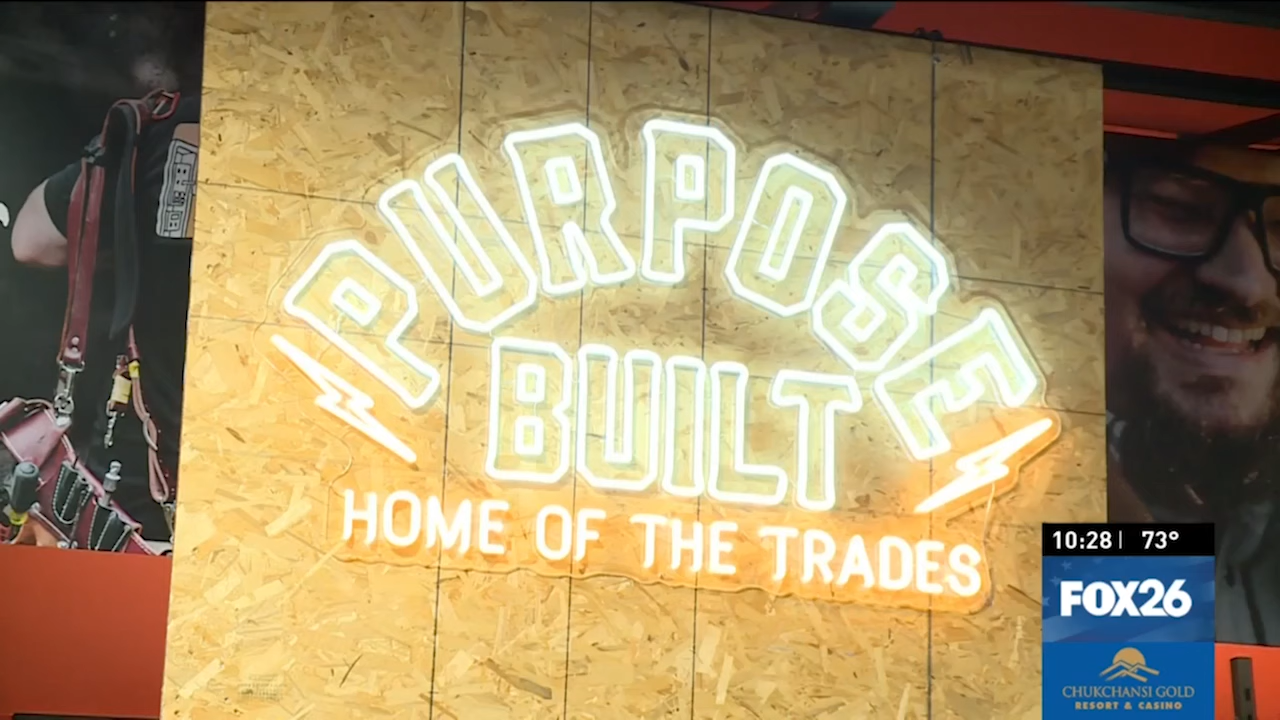 PURPOSE
BUILT
HOME OF THE TRADES
10:28 | 73°
FOX26
CHUKCHANSI GOLD
RESORT & CASINO